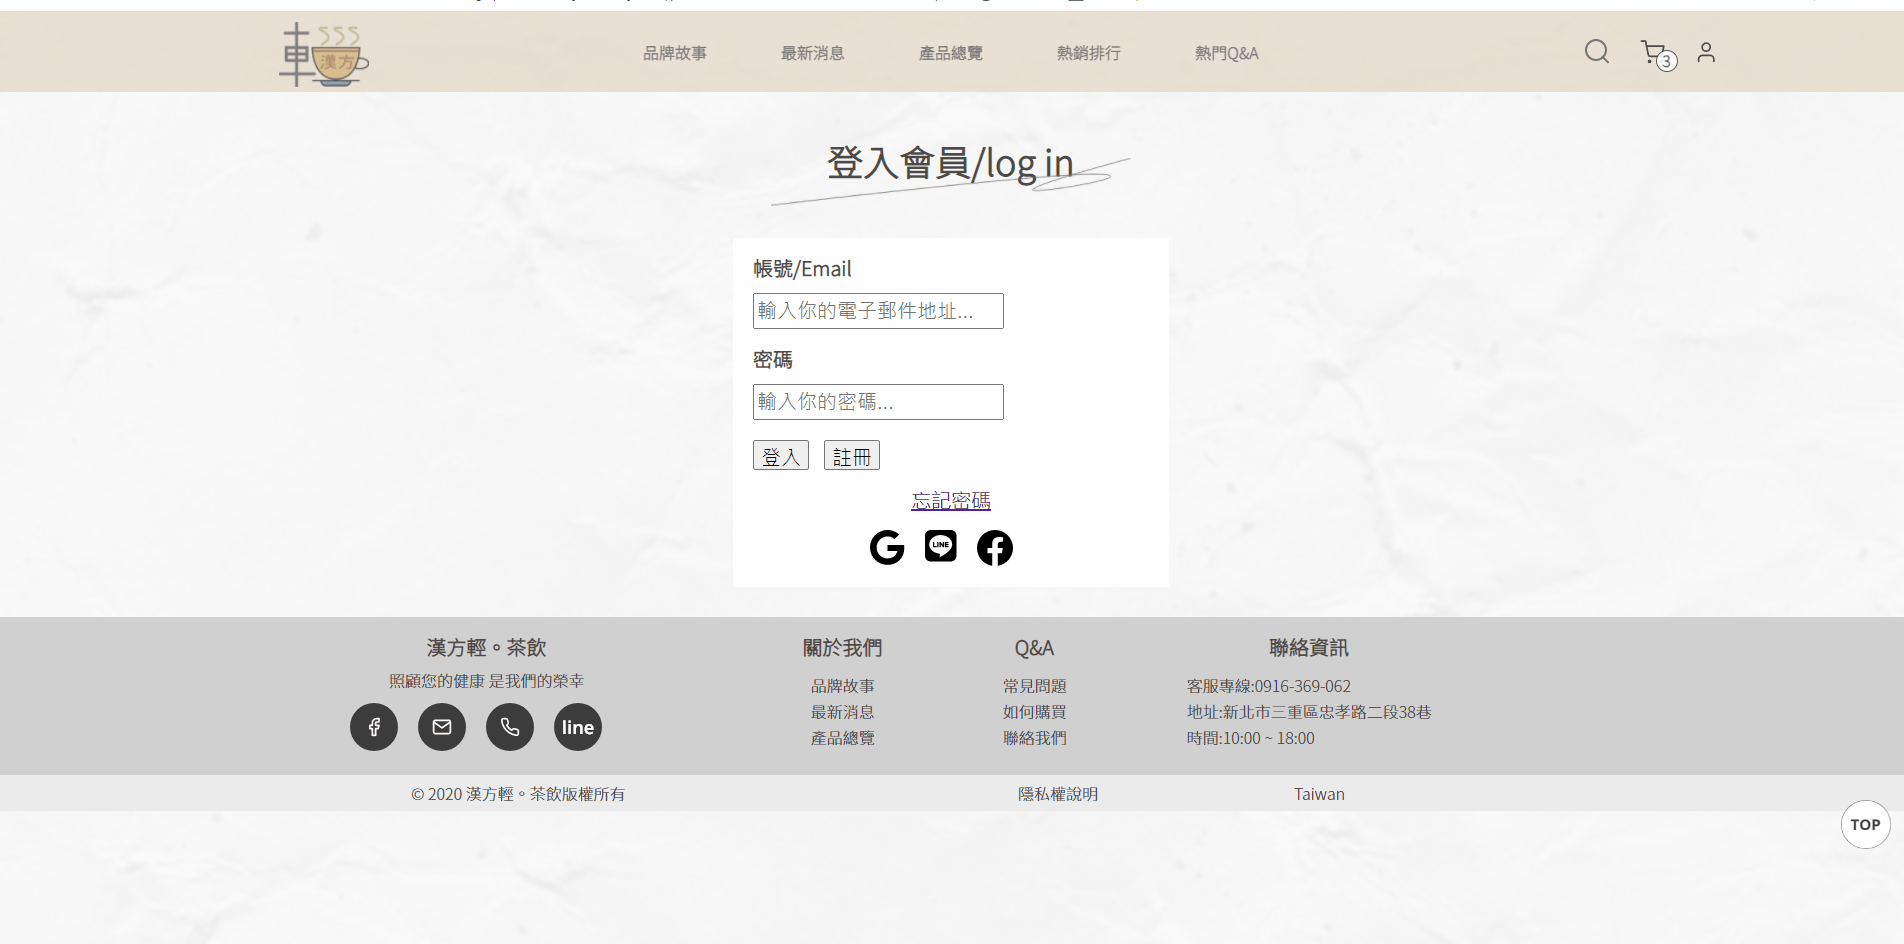 車 漢方
品牌故事 最新消息 產品總覽 熱銷排行 熱門Q&A 3
登入會員/log in
帳號/Email
輸入你的電子郵件地址...
密碼
輸入你的密碼...
登入 註冊
忘記密碼
G LINE f
漢方輕。茶飲
照顧您的健康 是我們的榮幸
line
關於我們
品牌故事
最新消息
產品總覽
Q&A
常見問題
如何購買
聯絡我們
聯絡資訊
客服專線:0916-369-062
地址:新北市三重區忠孝路二段38巷
時間:10:00 ~ 18:00
© 2020 漢方輕。茶飲版權所有 隱私權說明 Taiwan
TOP